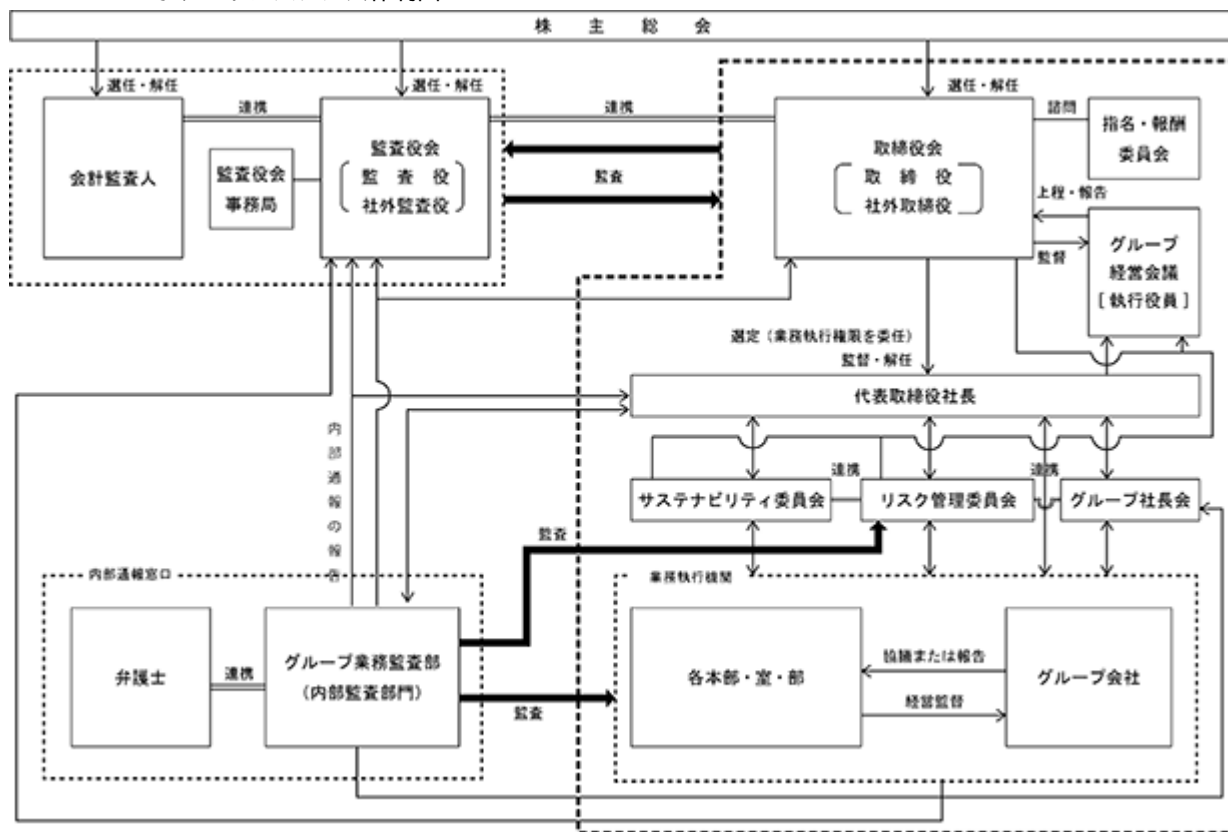 株主総会
選任・解任
選任・解任
選任・解任
連携
連携
諮問
会計監査人
監査役会
事務局
監査役会
監査役
社外監査役
監査
取締役会
取締役
社外取締役
指名・報酬
委員会
上程・報告
監督
グループ
経営会議
[執行役員]
選定（業務執行権限を委任）
監督・解任
代表取締役社長
内部通報の報告
連携
連携
サステナビリティ委員会
リスク管理委員会
グループ社長会
監査
内部通報窓口
業務執行機関
弁護士
連携
グループ業務監査部
（内部監査部門）
監査
各本部・室・部
協議または報告
経営監督
グループ会社